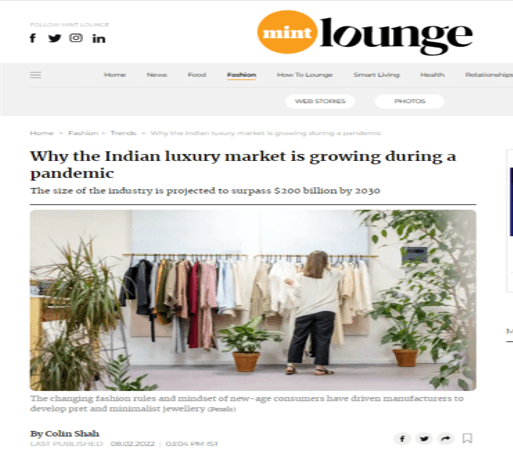 FOLLOW MINT LOUNGE
mint lounge
Home News Food Fashion How To Lounge Smart Living Health Relationships
WEB STORIES PHOTOS
Home > Fashion > Trends > Why the Indian luxury market is growing during a pandemic
Why the Indian luxury market is growing during a
pandemic
The size of the industry is projected to surpass $200 billion by 2030
The changing fashion rules and mindset of new-age consumers have driven manufacturers to
develop pret and minimalist jewellery (Pexels)
By Colin Shah
LAST PUBLISHED 08.02.2022 | 03:04 PM IST
M